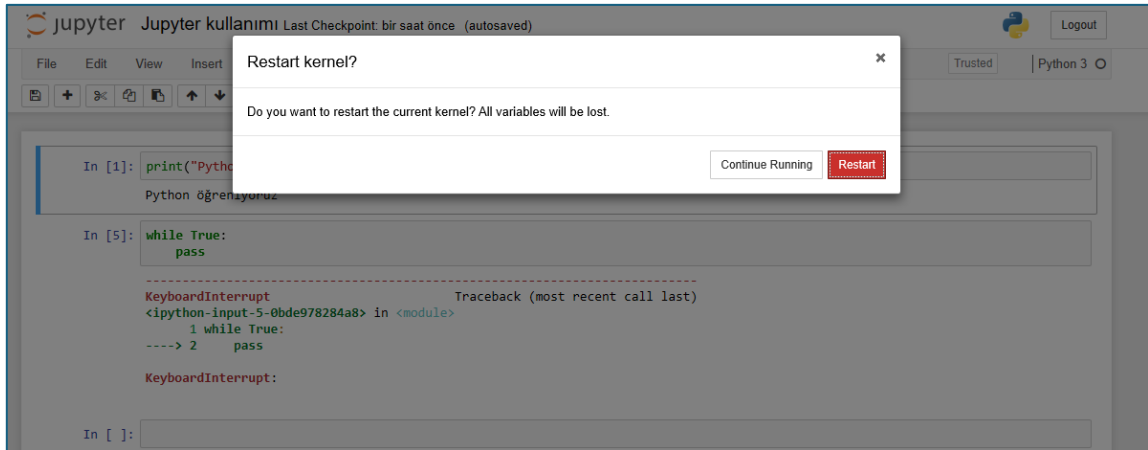 jupyter Jupyter kullanımı Last Checkpoint: bir saat önce (autosaved) Logout
File Edit View Insert Trusted Python 3
Restart kernel?
Do you want to restart the current kernel? All variables will be lost.
Continue Running Restart
In [1]: print("Pytho
Python öğreniyoruz
In [5]: while True:
pass
---------------------------------------------------------------------------
KeyboardInterrupt Traceback (most recent call last)
<ipython-input-5-0bde978284a8> in <module>
1 while True:
----> 2 pass
KeyboardInterrupt:
In [ ]: